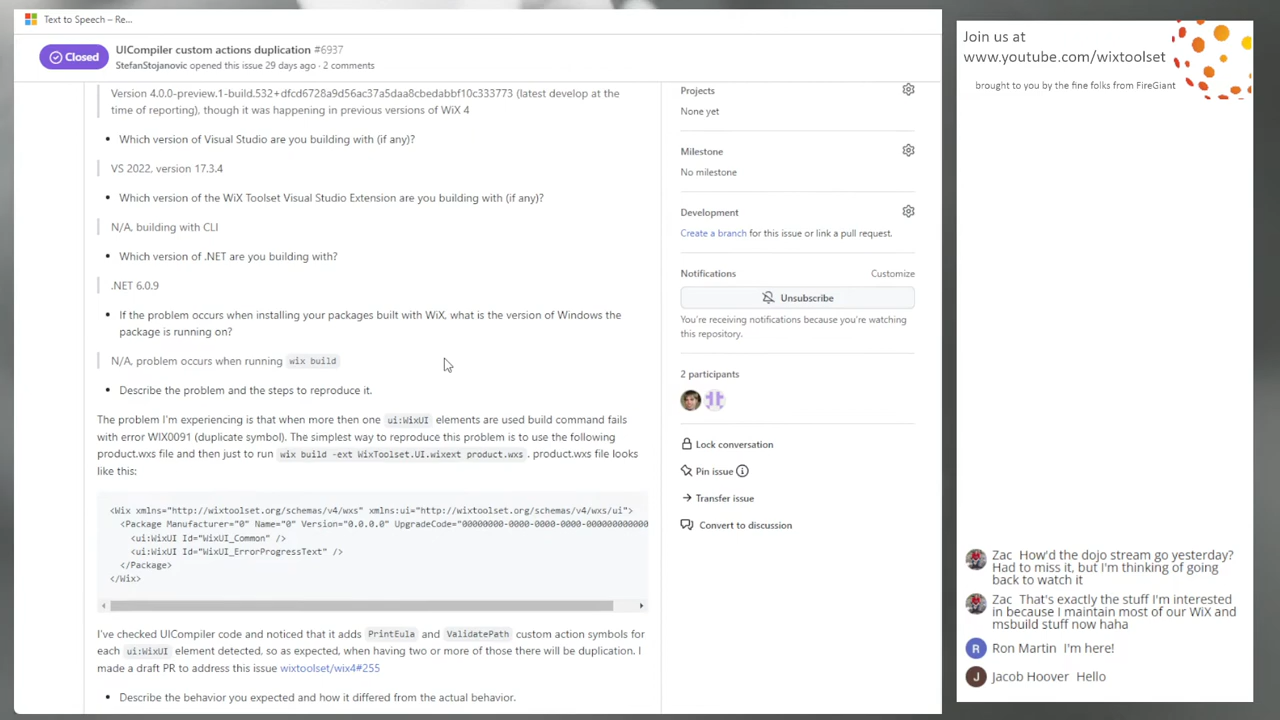 Text to Speech – Re...
Closed
UICompiler custom actions duplication #6937
StefanStojanovic opened this issue 29 days ago · 2 comments
Version 4.0.0-preview.1-build.532+dfcd6728a9d56ac37a5daa8cbedabbf10c333773 (latest develop at the
time of reporting), though it was happening in previous versions of WiX 4
• Which version of Visual Studio are you building with (if any)?
VS 2022, version 17.3.4
• Which version of the WiX Toolset Visual Studio Extension are you building with (if any)?
N/A, building with CLI
• Which version of .NET are you building with?
.NET 6.0.9
• If the problem occurs when installing your packages built with WiX, what is the version of Windows the
package is running on?
N/A, problem occurs when running wix build
• Describe the problem and the steps to reproduce it.
The problem I'm experiencing is that when more then one ui:WixUI elements are used build command fails
with error WIX0091 (duplicate symbol). The simplest way to reproduce this problem is to use the following
product.wxs file and then just to run wix build -ext WixToolset.UI.wixext product.wxs. product.wxs file looks
like this:
<Wix xmlns="http://wixtoolset.org/schemas/v4/wxs" xmlns:ui="http://wixtoolset.org/schemas/v4/wxs/ui">
<Package Manufacturer="0" Name="0" Version="0.0.0.0" UpgradeCode="00000000-0000-0000-0000-000000000000
<ui:WixUI Id="WixUI_Common" />
<ui:WixUI Id="WixUI_ErrorProgressText" />
</Package>
</Wix>
I've checked UICompiler code and noticed that it adds PrintEula and ValidatePath custom action symbols for
each ui:WixUI element detected, so as expected, when having two or more of those there will be duplication. I
made a draft PR to address this issue wixtoolset/wix4#255
• Describe the behavior you expected and how it differed from the actual behavior.
Projects
None yet
Milestone
No milestone
Development
Create a branch for this issue or link a pull request.
Notifications Customize
Unsubscribe
You're receiving notifications because you're watching
this repository.
2 participants
Lock conversation
Pin issue
Transfer issue
Convert to discussion
Join us at
www.youtube.com/wixtoolset
brought to you by the fine folks from FireGiant
Zac How'd the dojo stream go yesterday?
Had to miss it, but I'm thinking of going
back to watch it
Zac That's exactly the stuff I'm interested
in because I maintain most of our WiX and
msbuild stuff now haha
R Ron Martin I'm here!
J Jacob Hoover Hello